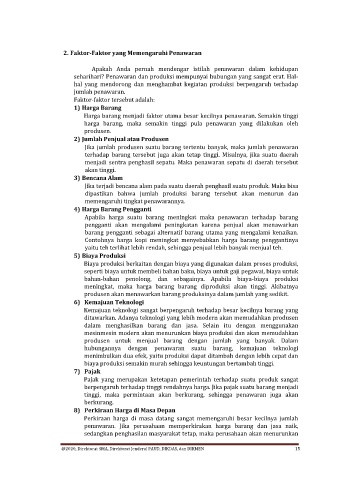 2. Faktor-Faktor yang Memengaruhi Penawaran
Apakah Anda pernah mendengar istilah penawaran dalam kehidupan
seharihari? Penawaran dan produksi mempunyai hubungan yang sangat erat. Hal-
hal yang mendorong dan menghambat kegiatan produksi berpengaruh terhadap
jumlah penawaran.
Faktor-faktor tersebut adalah:
1) Harga Barang
Harga barang menjadi faktor utama besar kecilnya penawaran. Semakin tinggi
harga barang, maka semakin tinggi pula penawaran yang dilakukan oleh
produsen.
2) Jumlah Penjual atau Produsen
Jika jumlah produsen suatu barang tertentu banyak, maka jumlah penawaran
terhadap barang tersebut juga akan tetap tinggi. Misalnya, jika suatu daerah
menjadi sentra penghasil sepatu. Maka penawaran sepatu di daerah tersebut
akan tinggi.
3) Bencana Alam
Jika terjadi bencana alam pada suatu daerah penghasil suatu produk. Maka bisa
dipastikan bahwa jumlah produksi barang tersebut akan menurun dan
memengaruhi tingkat penawarannya.
4) Harga Barang Pengganti
Apabila harga suatu barang meningkat maka penawaran terhadap barang
pengganti akan mengalami peningkatan karena penjual akan menawarkan
barang pengganti sebagai alternatif barang utama yang mengalami kenaikan.
Contohnya harga kopi meningkat menyebabkan harga barang penggantinya
yaitu teh terlihat lebih rendah, sehingga penjual lebih banyak menjual teh.
5) Biaya Produksi
Biaya produksi berkaitan dengan biaya yang digunakan dalam proses produksi,
seperti biaya untuk membeli bahan baku, biaya untuk gaji pegawai, biaya untuk
bahan-bahan penolong, dan sebagainya. Apabila biaya-biaya produksi
meningkat, maka harga barang barang diproduksi akan tinggi. Akibatnya
produsen akan menawarkan barang produksinya dalam jumlah yang sedikit.
6) Kemajuan Teknologi
Kemajuan teknologi sangat berpengaruh terhadap besar kecilnya barang yang
ditawarkan. Adanya teknologi yang lebih modern akan memudahkan produsen
dalam menghasilkan barang dan jasa. Selain itu dengan menggunakan
mesinmesin modern akan menurunkan biaya produksi dan akan memudahkan
produsen untuk menjual barang dengan jumlah yang banyak. Dalam
hubungannya dengan penawaran suatu barang, kemajuan teknologi
menimbulkan dua efek, yaitu produksi dapat ditambah dengan lebih cepat dan
biaya produksi semakin murah sehingga keuntungan bertambah tinggi.
7) Pajak
Pajak yang merupakan ketetapan pemerintah terhadap suatu produk sangat
berpengaruh terhadap tinggi rendahnya harga. Jika pajak suatu barang menjadi
tinggi, maka permintaan akan berkurang, sehingga penawaran juga akan
berkurang.
8) Perkiraan Harga di Masa Depan
Perkiraan harga di masa datang sangat memengaruhi besar kecilnya jumlah
penawaran. Jika perusahaan memperkirakan harga barang dan jasa naik,
sedangkan penghasilan masyarakat tetap, maka perusahaan akan menurunkan
@2020, Direktorat SMA, Direktorat Jenderal PAUD, DIKDAS, dan DIKMEN 15